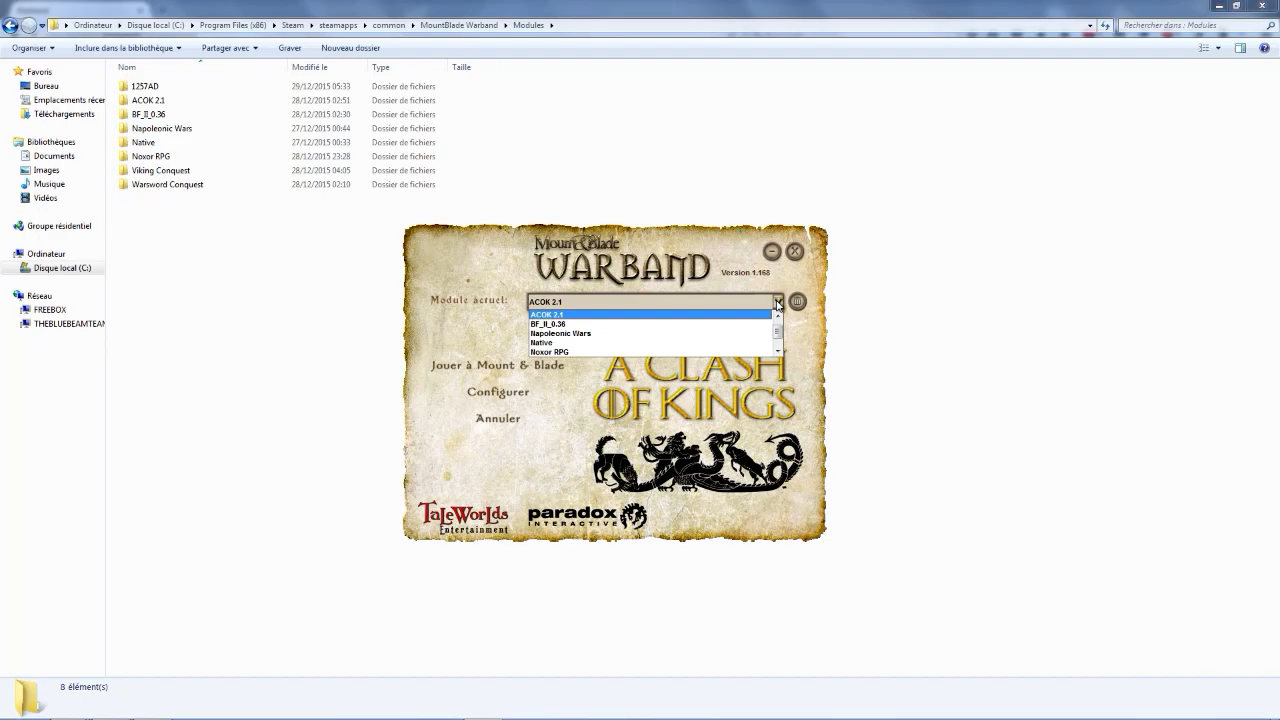 Ordinateur
Disque local (C:)
Program Files (x86)
Steam
steamapps
common
MountBlade Warband
Modules
Rechercher dans : Modules
Organiser
Inclure dans la bibliothèque
Partager avec
Graver
Nouveau dossier
Favoris
Bureau
Emplacements récer
Téléchargements
Bibliothèques
Documents
Images
Musique
Vidéos
Groupe résidentiel
Ordinateur
Disque local (C:)
Réseau
FREEBOX
THEBLUEBEAMTEAM
Nom Modifié le Type Taille
1257AD 29/12/2015 05:33 Dossier de fichiers
ACOK 2.1 28/12/2015 02:51 Dossier de fichiers
BF_II_0.36 28/12/2015 02:30 Dossier de fichiers
Napoleonic Wars 27/12/2015 00:44 Dossier de fichiers
Native 27/12/2015 00:33 Dossier de fichiers
Noxor RPG 28/12/2015 23:28 Dossier de fichiers
Viking Conquest 28/12/2015 04:05 Dossier de fichiers
Warsword Conquest 28/12/2015 02:10 Dossier de fichiers
Mount&Blade
WARBAND
Version 1.168
Module actuel:
ACOK 2.1
ACOK 2.1
BF_II_0.36
Napoleonic Wars
Native
Noxor RPG
Jouer à Mount & Blade
Configurer
Annuler
A CLASH
OF KINGS
TaleWorlds
Entertainment
paradox
INTERACTIVE
8 élément(s)